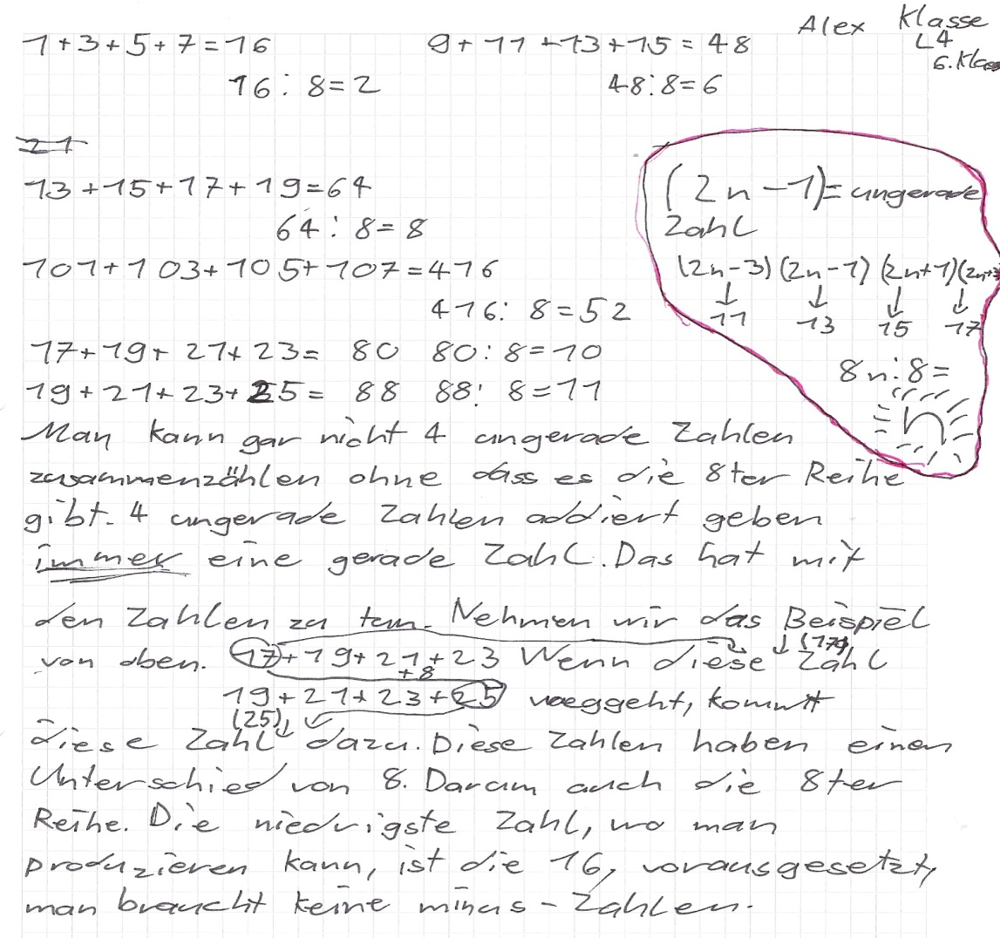 Alex Klasse
L4
6. Klasse
1+3+5+7=16 9+11+13+15=48
16:8=2 48:8=6
21
13+15+17+19=64
64:8=8
101+103+105+107=416
416:8=52
17+19+21+23= 80 80:8=10
19+21+23+25= 88 88:8=11
(2n-1)=ungerade
Zahl
(2n-3)(2n-1)(2n+1)(2n+3)
↓ ↓ ↓ ↓
11 13 15 17
8n:8=
n
Man kann gar nicht 4 ungerade Zahlen
zusammenzählen ohne dass es die 8ter Reihe
gibt. 4 ungerade Zahlen addiert geben
immer eine gerade Zahl. Das hat mit
den Zahlen zu tun. Nehmen wir das Beispiel
von oben. 17+19+21+23 Wenn diese ↓(17) Zahl
+8
19+21+23+25 weggeht, kommt
(25)↓
diese Zahl dazu. Diese Zahlen haben einen
Unterschied von 8. Darum auch die 8ter
Reihe. Die niedrigste Zahl, wo man
produzieren kann, ist die 16, vorausgesetzt,
man braucht keine minus-Zahlen.